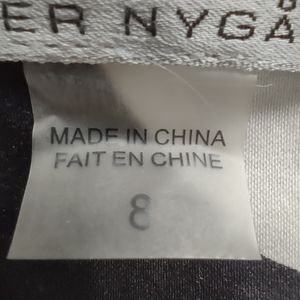 ER NYGÅ
MADE IN CHINA
FAIT EN CHINE
8